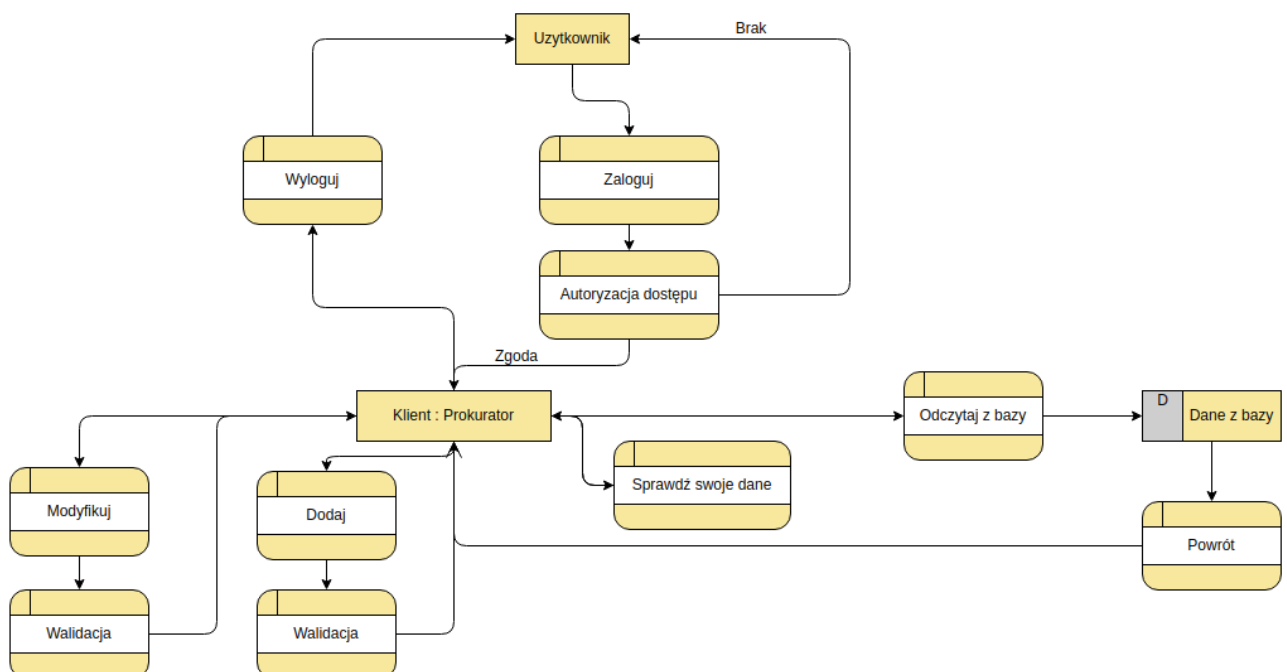 Uzytkownik
Brak
Wyloguj
Zaloguj
Autoryzacja dostępu
Zgoda
Klient : Prokurator
Odczytaj z bazy
D
Dane z bazy
Sprawdź swoje dane
Modyfikuj
Dodaj
Powrót
Walidacja
Walidacja